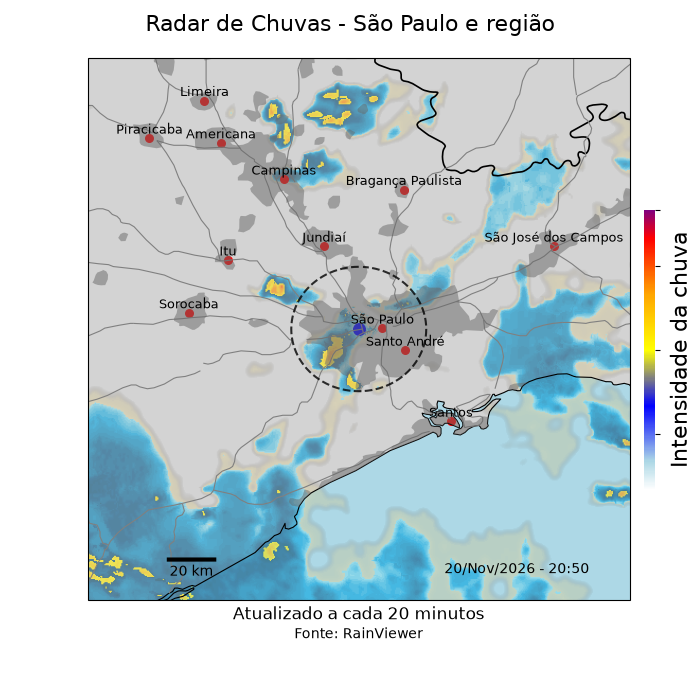 Radar de Chuvas - São Paulo e região
Limeira
Piracicaba
Americana
Campinas
Bragança Paulista
Itu
Jundiaí
São José dos Campos
Sorocaba
São Paulo
Santo André
Santos
20 km
20/Nov/2026 - 20:50
Intensidade da chuva
Atualizado a cada 20 minutos
Fonte: RainViewer